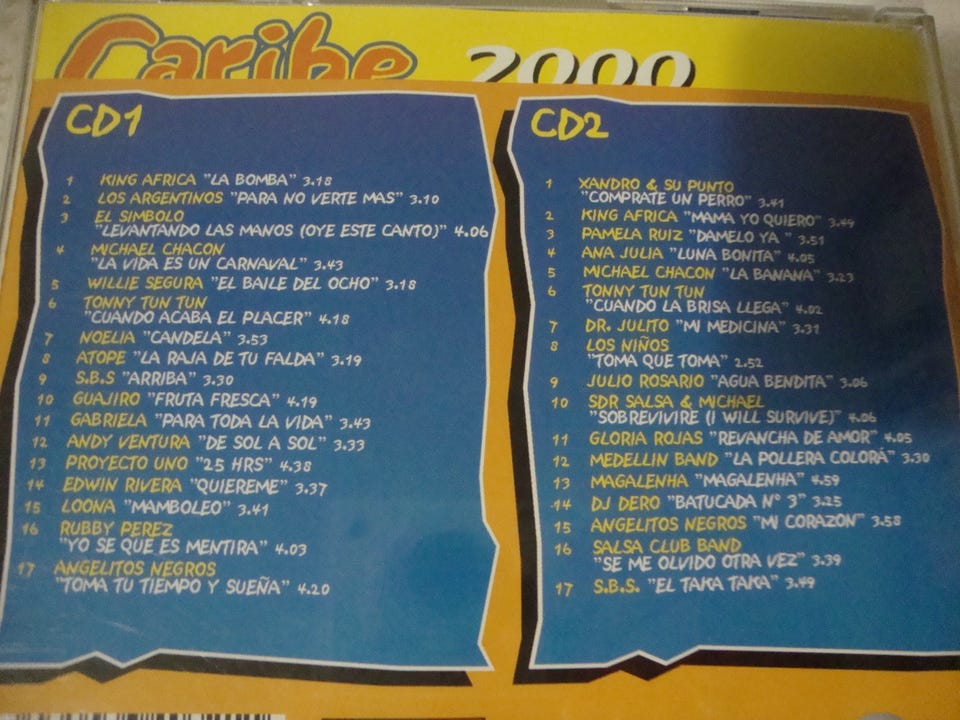 Caribe 2000
CD1
1 KING AFRICA "LA BOMBA" 3.18
2 LOS ARGENTINOS "PARA NO VERTE MAS" 3.10
3 EL SIMBOLO
"LEVANTANDO LAS MANOS (OYE ESTE CANTO)" 4.06
4 MICHAEL CHACON
"LA VIDA ES UN CARNAVAL" 3.43
5 WILLIE SEGURA "EL BAILE DEL OCHO" 3.18
6 TONNY TUN TUN
"CUANDO ACABA EL PLACER" 4.18
7 NOELIA "CANDELA" 3.53
8 ATOPE "LA RAJA DE TU FALDA" 3.19
9 S.B.S "ARRIBA" 3.30
10 GUAJIRO "FRUTA FRESCA" 4.19
11 GABRIELA "PARA TODA LA VIDA" 3.43
12 ANDY VENTURA "DE SOL A SOL" 3.33
13 PROYECTO UNO "25 HRS" 4.38
14 EDWIN RIVERA "QUIEREME" 3.37
15 LOONA "MAMBOLEO" 3.41
16 RUBBY PEREZ
"YO SE QUE ES MENTIRA" 4.03
17 ANGELITOS NEGROS
"TOMA TU TIEMPO Y SUEÑA" 4.20
CD2
1 XANDRO & SU PUNTO
"COMPRATE UN PERRO" 3.41
2 KING AFRICA "MAMA YO QUIERO" 3.49
3 PAMELA RUIZ "DAMELO YA " 3.51
4 ANA JULIA "LUNA BONITA" 4.05
5 MICHAEL CHACON "LA BANANA" 3.23
6 TONNY TUN TUN
"CUANDO LA BRISA LLEGA" 4.02
7 DR. JULITO "MI MEDICINA" 3.31
8 LOS NIÑOS
"TOMA QUE TOMA" 2.52
9 JULIO ROSARIO "AGUA BENDITA" 3.06
10 SDR SALSA & MICHAEL
"SOBREVIVIRE (I WILL SURVIVE)" 4.06
11 GLORIA ROJAS "REVANCHA DE AMOR" 4.05
12 MEDELLIN BAND "LA POLLERA COLORÁ" 3.30
13 MAGALENHA "MAGALENHA" 4.59
14 DJ DERO "BATUCADA Nº 3" 3.25
15 ANGELITOS NEGROS "MI CORAZON" 3.58
16 SALSA CLUB BAND
"SE ME OLVIDO OTRA VEZ" 3.39
17 S.B.S. "EL TAKA TAKA" 3.49